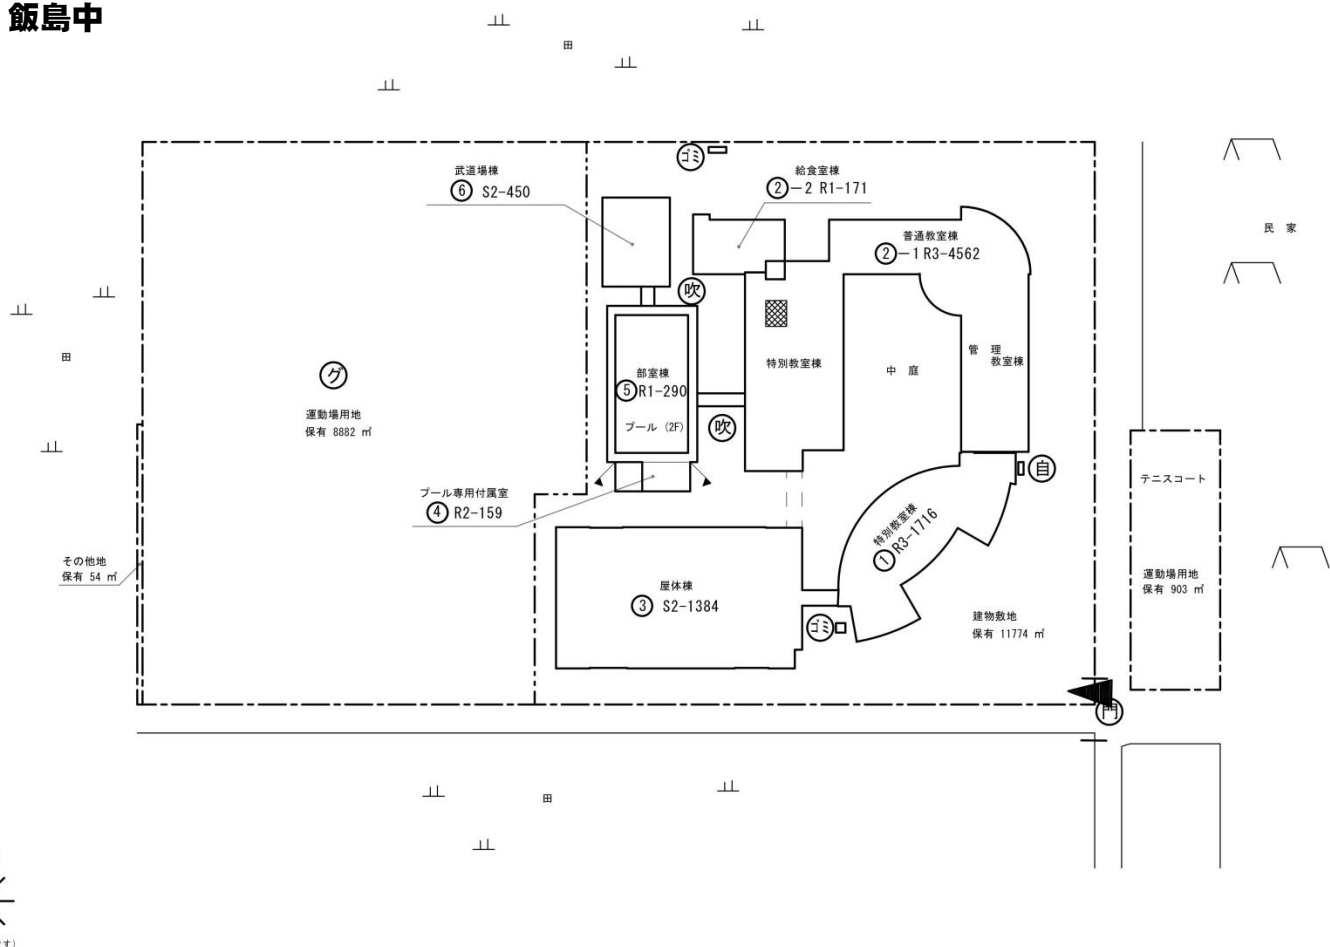 飯島中
田
ゴミ
武道場棟
⑥ S2-450
給食室棟
②-2 R1-171
普通教室棟
②-1 R3-4562
民 家
吹
田
グ
運動場用地
保有 8882 ㎡
部室棟
⑤ R1-290
プール (2F)
特別教室棟
中 庭
管 理
教室棟
吹
自
テニスコート
プール専用付属室
④ R2-159
特別教室棟
① R3-1716
その他地
保有 54 ㎡
屋体棟
③ S2-1384
ゴミ
建物敷地
保有 11774 ㎡
運動場用地
保有 903 ㎡
門
田